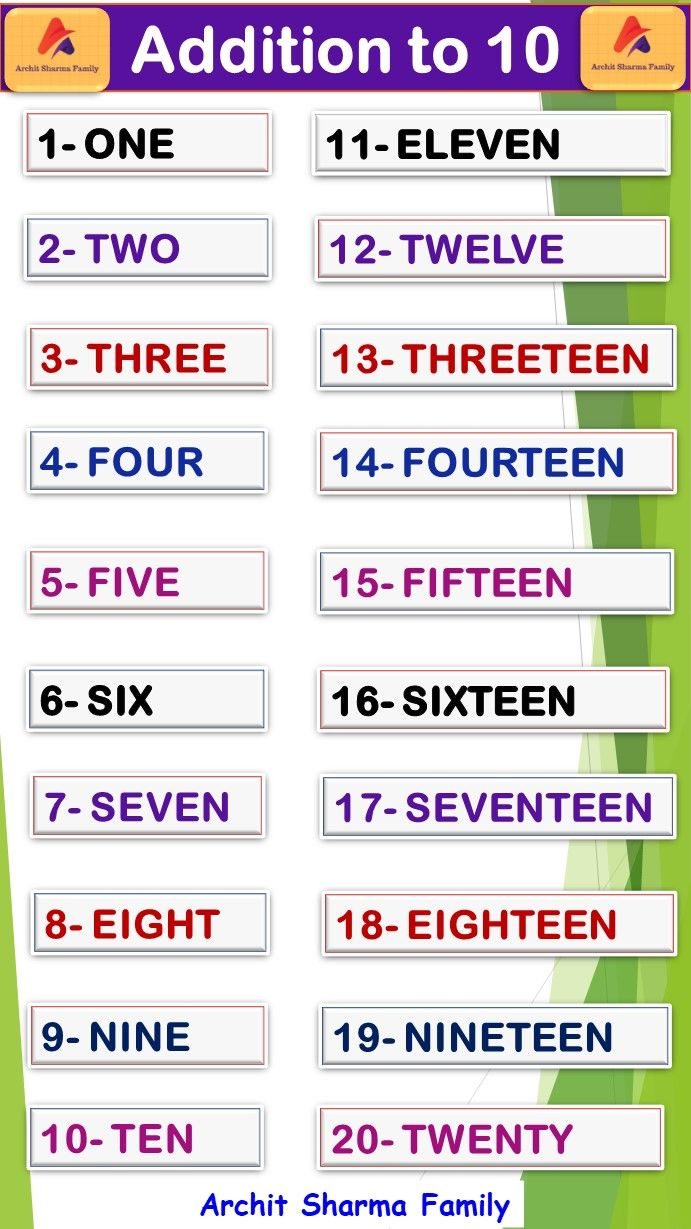 Archit Sharma Family
Addition to 10
Archit Sharma Family
1- ONE
11- ELEVEN
2- TWO
12- TWELVE
3- THREE
13- THREETEEN
4- FOUR
14- FOURTEEN
5- FIVE
15- FIFTEEN
6- SIX
16- SIXTEEN
7- SEVEN
17- SEVENTEEN
8- EIGHT
18- EIGHTEEN
9- NINE
19- NINETEEN
10- TEN
20- TWENTY
Archit Sharma Family